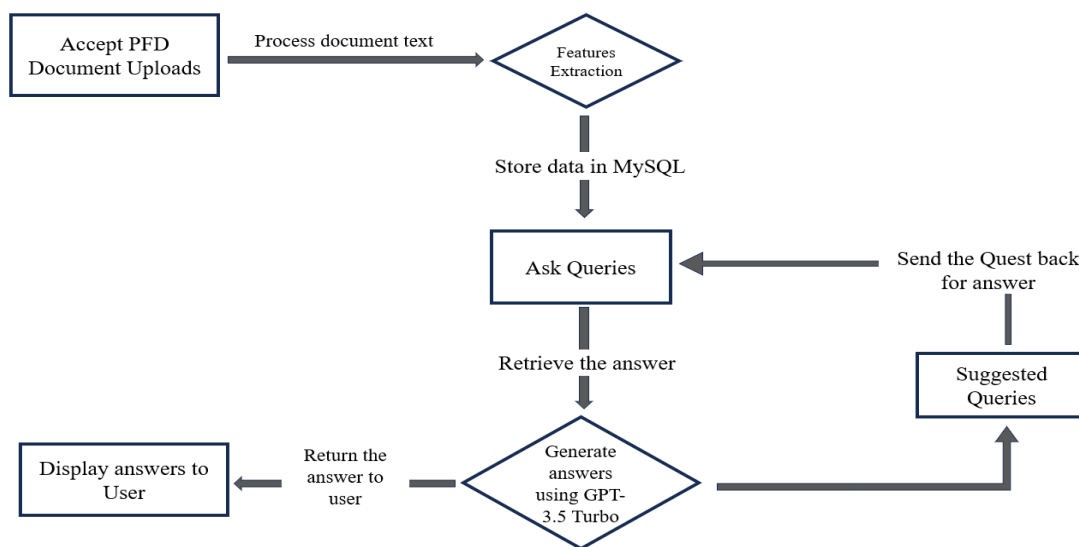 Accept PFD
Document Uploads
Process document text
Features
Extraction
Store data in MySQL
Ask Queries
Send the Quest back
for answer
Retrieve the answer
Suggested
Queries
Generate
answers
using GPT-
3.5 Turbo
Return the
answer to
user
Display answers to
User